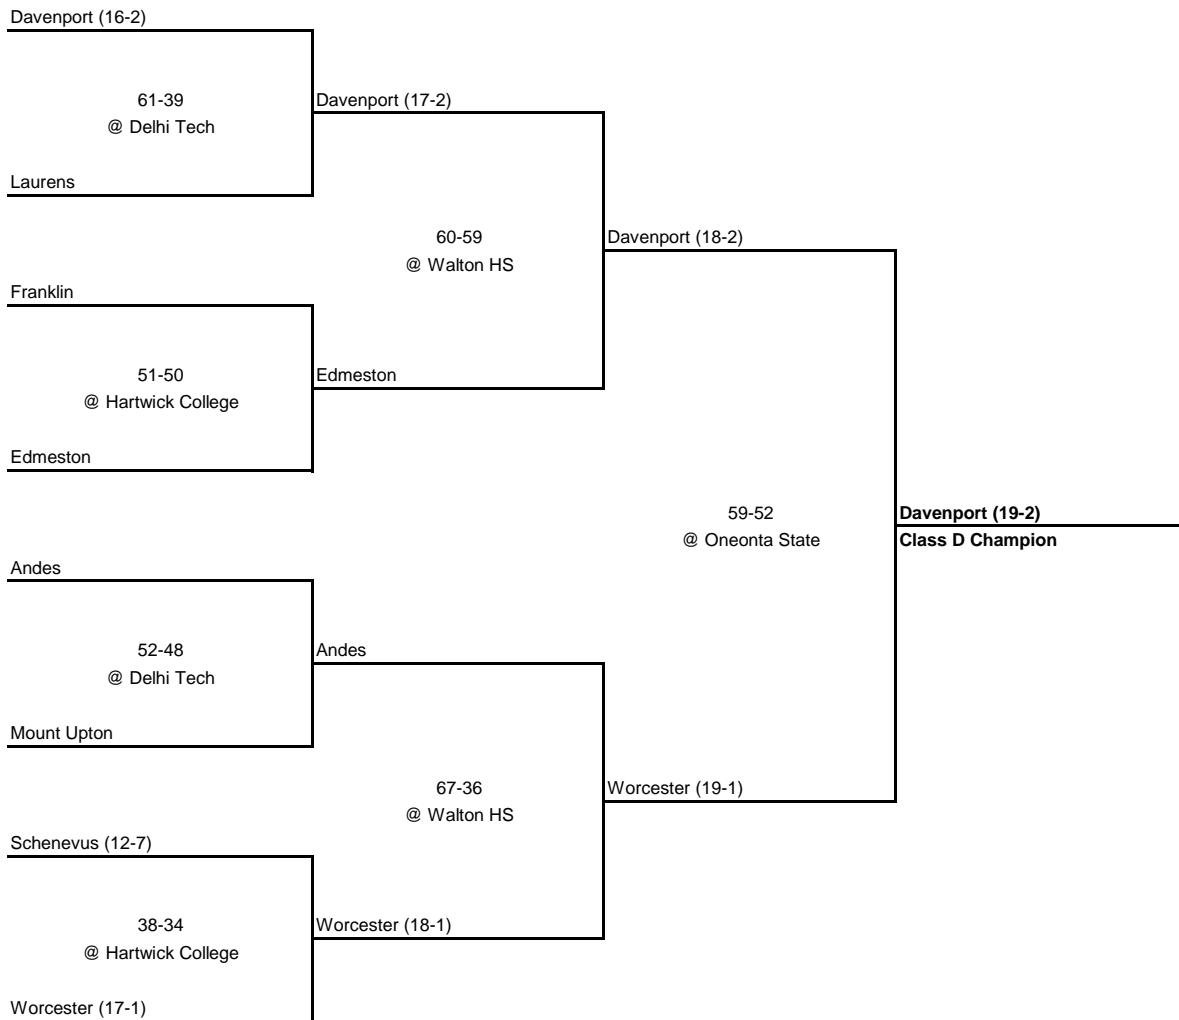 Davenport (16-2)
61-39
@ Delhi Tech
Davenport (17-2)
Laurens
60-59
@ Walton HS
Davenport (18-2)
Franklin
51-50
@ Hartwick College
Edmeston
Edmeston
59-52
@ Oneonta State
Davenport (19-2)
Class D Champion
Andes
52-48
@ Delhi Tech
Andes
Mount Upton
67-36
@ Walton HS
Worcester (19-1)
Schenevus (12-7)
38-34
@ Hartwick College
Worcester (18-1)
Worcester (17-1)